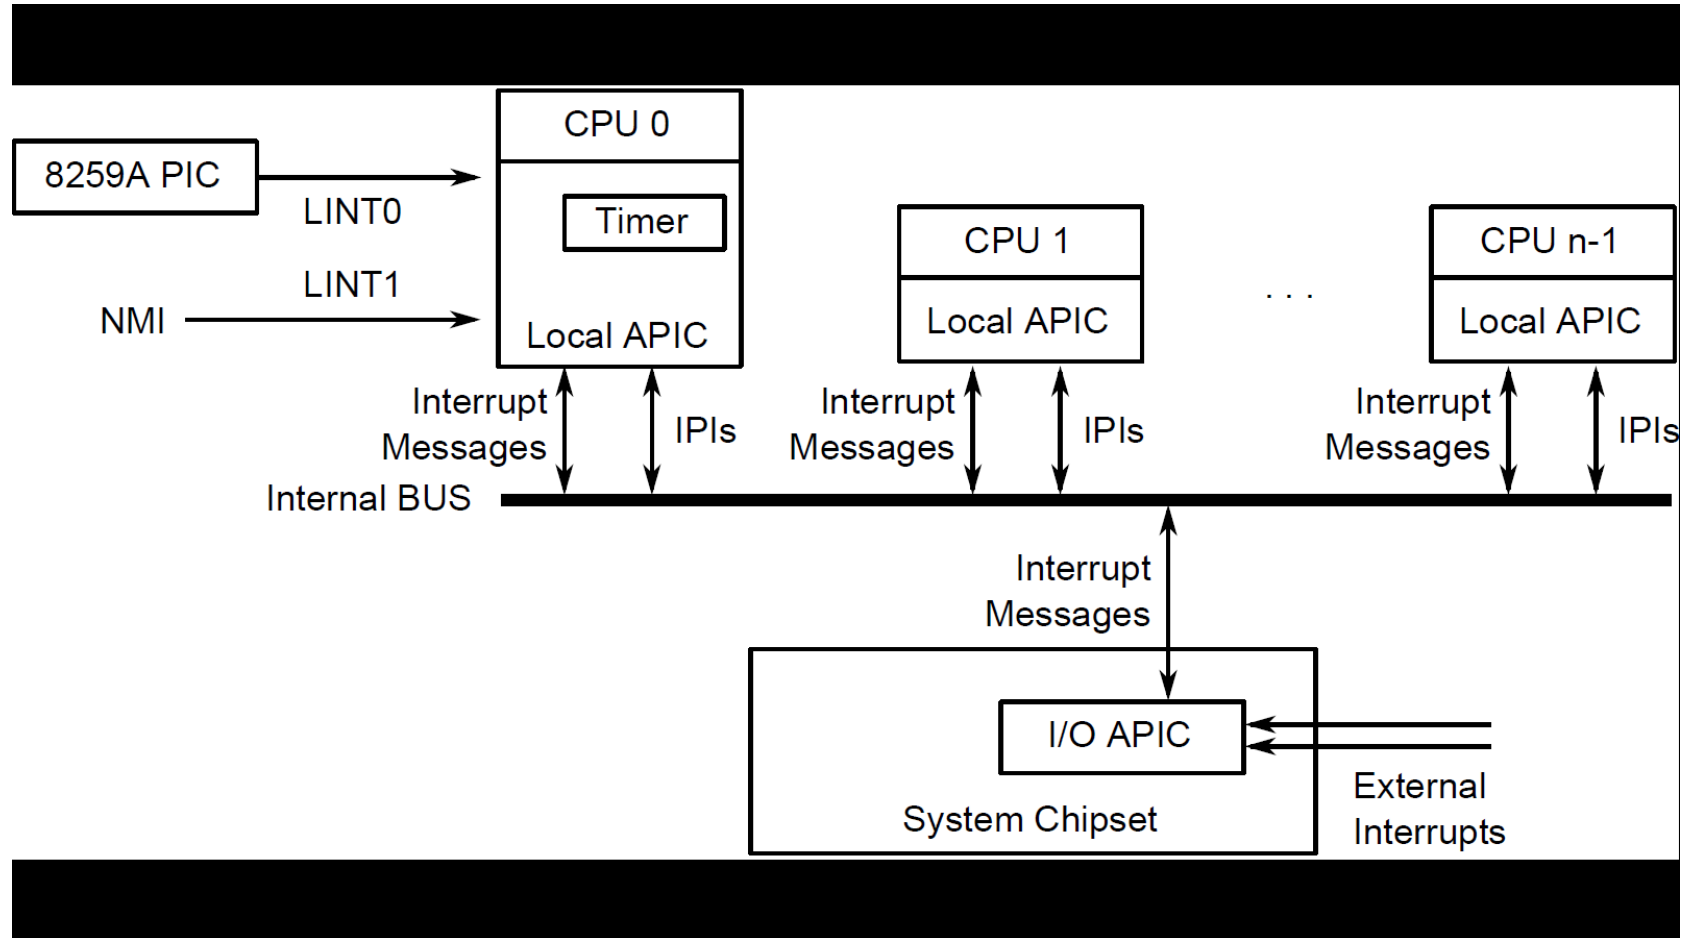 CPU 0
8259A PIC
LINT0
Timer
LINT1
NMI
Local APIC
CPU 1
Local APIC
. . .
CPU n-1
Local APIC
Interrupt
Messages
IPIs
Interrupt
Messages
IPIs
Interrupt
Messages
IPIs
Internal BUS
Interrupt
Messages
I/O APIC
System Chipset
External
Interrupts